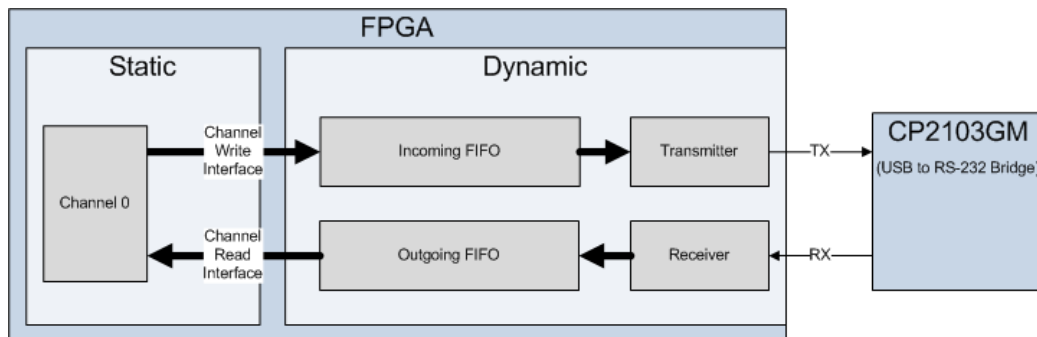 FPGA
Static
Dynamic
Channel 0
Channel
Write
Interface
Incoming FIFO
Transmitter
TX
CP2103GM
(USB to RS-232 Bridge)
Channel
Read
Interface
Outgoing FIFO
Receiver
RX